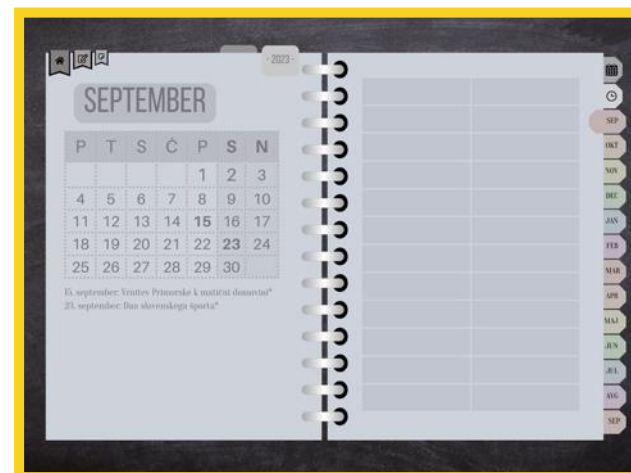 - 2023 -
SEPTEMBER
P T S Č P S N
1 2 3
4 5 6 7 8 9 10
11 12 13 14 15 16 17
18 19 20 21 22 23 24
25 26 27 28 29 30
15. september: Vrnitev Primorske k matični domovini*
23. september: Dan slovenskega športa*
SEP
OKT
NOV
DEC
JAN
FEB
MAR
APR
MAJ
JUN
JUL
AVG
SEP